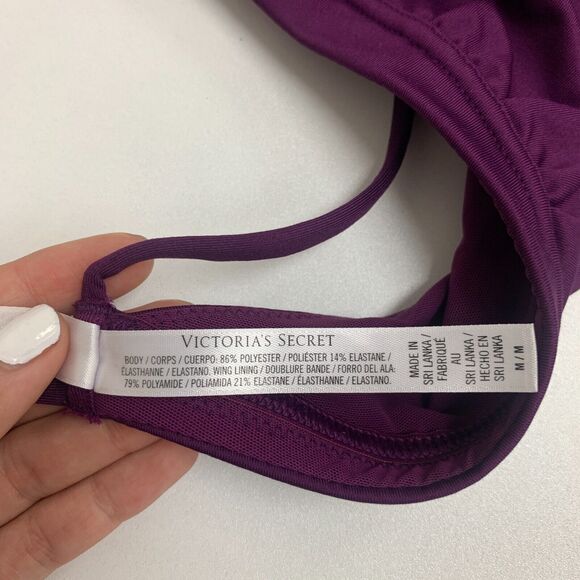 VICTORIA'S SECRET
BODY / CORPS / CUERPO: 86% POLYESTER / POLIÉSTER 14% ELASTANE /
ÉLASTHANNE / ELASTANO. WING LINING / DOUBLURE BANDE / FORRO DEL ALA:
79% POLYAMIDE / POLIAMIDA 21% ELASTANE / ÉLASTHANNE / ELASTANO.
MADE IN
SRI LANKA /
FABRIQUÉ
AU
SRI LANKA /
HECHO EN
SRI LANKA
M / M